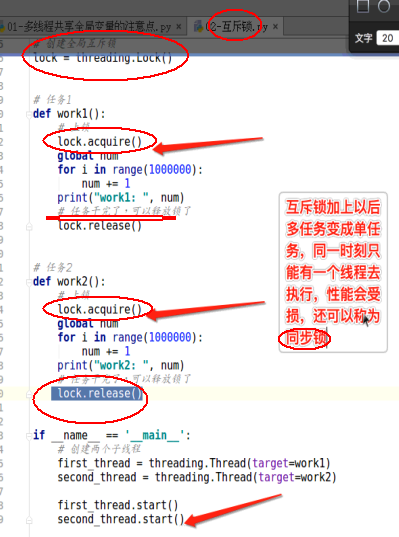 01-多线程共享全局变量的注意点.py × 02-互斥锁.py ×
文字 20
# 创建全局互斥锁
lock = threading.Lock()
# 任务1
def work1():
# 上锁
lock.acquire()
global num
for i in range(1000000):
num += 1
print("work1: ", num)
# 任务干完了，可以释放锁了
lock.release()
# 任务2
def work2():
# 上锁
lock.acquire()
global num
for i in range(1000000):
num += 1
print("work2: ", num)
# 任务干完了，可以释放锁了
lock.release()
if __name__ == '__main__':
# 创建两个子线程
first_thread = threading.Thread(target=work1)
second_thread = threading.Thread(target=work2)
first_thread.start()
second_thread.start()
互斥锁加上以后
多任务变成单任
务，同一时刻只
能有一个线程去
执行，性能会受
损，还可以称为
同步锁